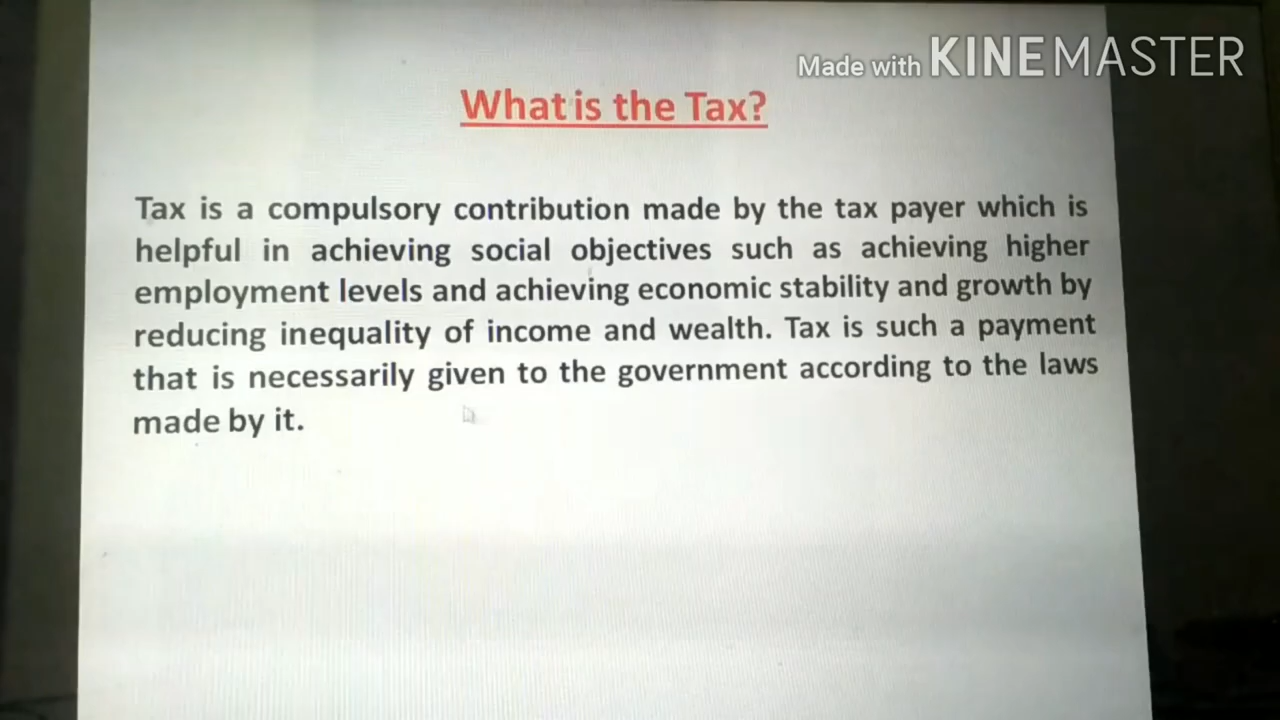 Made with KINEMASTER
What is the Tax?
Tax is a compulsory contribution made by the tax payer which is
helpful in achieving social objectives such as achieving higher
employment levels and achieving economic stability and growth by
reducing inequality of income and wealth. Tax is such a payment
that is necessarily given to the government according to the laws
made by it.